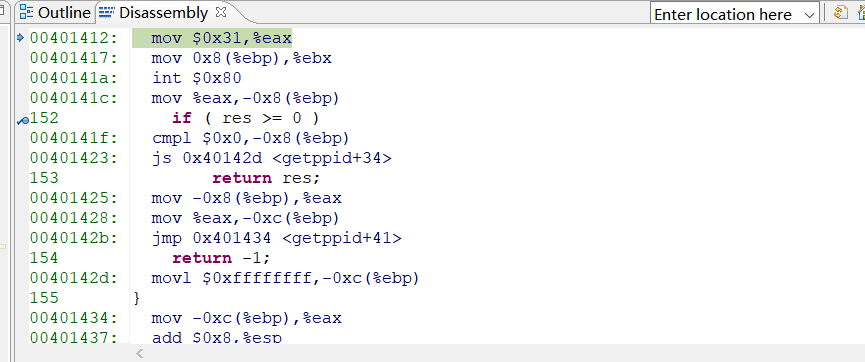 Outline Disassembly Enter location here
00401412: mov $0x31,%eax
00401417: mov 0x8(%ebp),%ebx
0040141a: int $0x80
0040141c: mov %eax,-0x8(%ebp)
152 if ( res >= 0 )
0040141f: cmpl $0x0,-0x8(%ebp)
00401423: js 0x40142d <getppid+34>
153 return res;
00401425: mov -0x8(%ebp),%eax
00401428: mov %eax,-0xc(%ebp)
0040142b: jmp 0x401434 <getppid+41>
154 return -1;
0040142d: movl $0xffffffff,-0xc(%ebp)
155 }
00401434: mov -0xc(%ebp),%eax
00401437: add $0x8,%esp